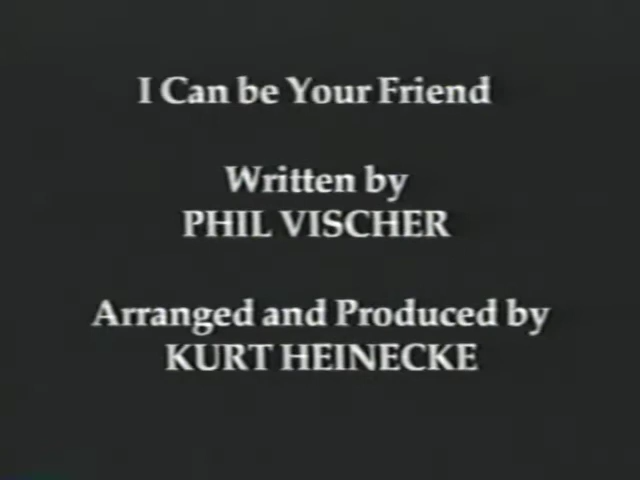 I Can be Your Friend
Written by
PHIL VISCHER
Arranged and Produced by
KURT HEINECKE